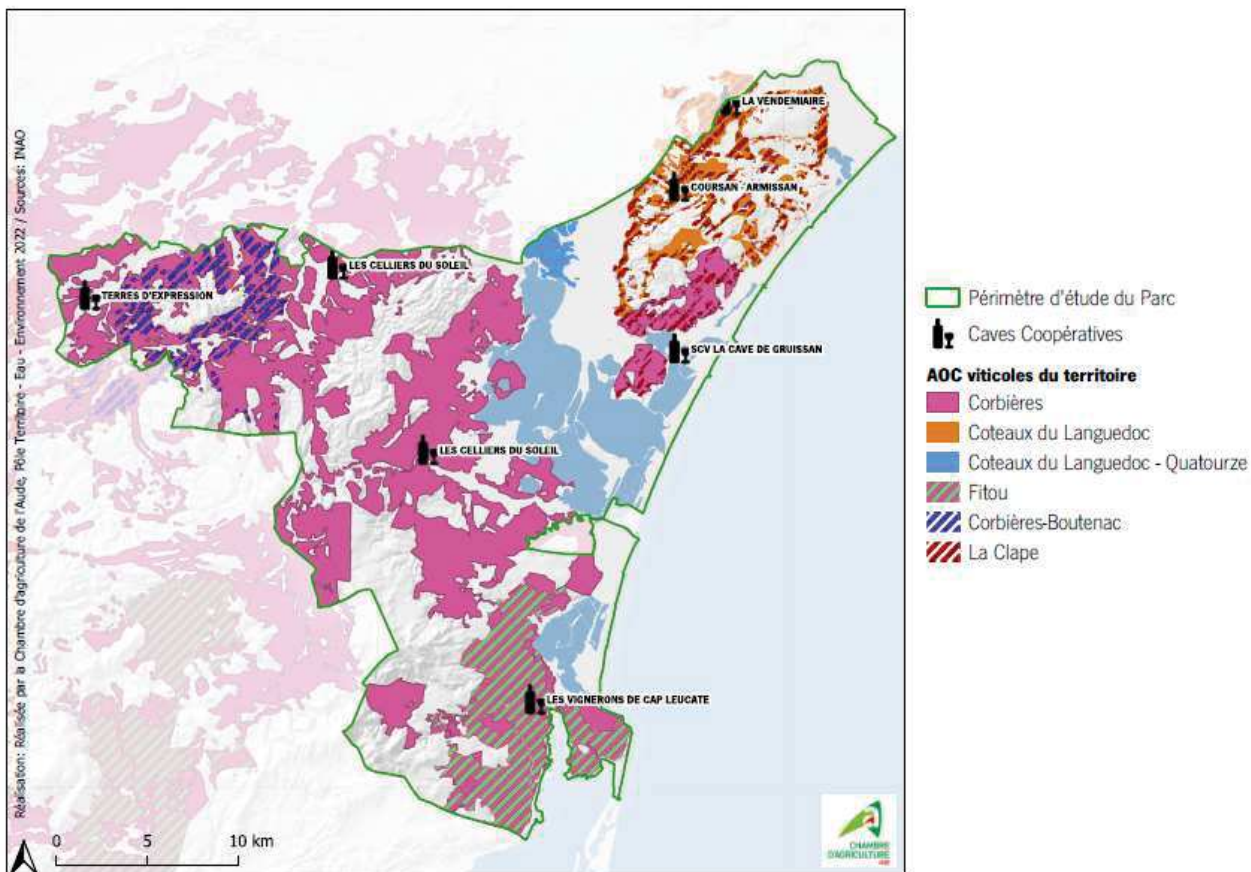 Réalisation: Réalisée par la Chambre d'agriculture de l'Aude, Pôle Territoire - Eau - Environnement 2022 / Sources: INAO
LA VENDEMIAIRE
COURSAN - ARMISSAN
LES CELLIERS DU SOLEIL
TERRES D'EXPRESSION
SCV LA CAVE DE GRUISSAN
LES CELLIERS DU SOLEIL
LES VIGNERONS DE CAP LEUCATE
0 5 10 km
CHAMBRE
D'AGRICULTURE
Périmètre d'étude du Parc
Caves Coopératives
AOC viticoles du territoire
Corbières
Coteaux du Languedoc
Coteaux du Languedoc - Quatourze
Fitou
Corbières-Boutenac
La Clape